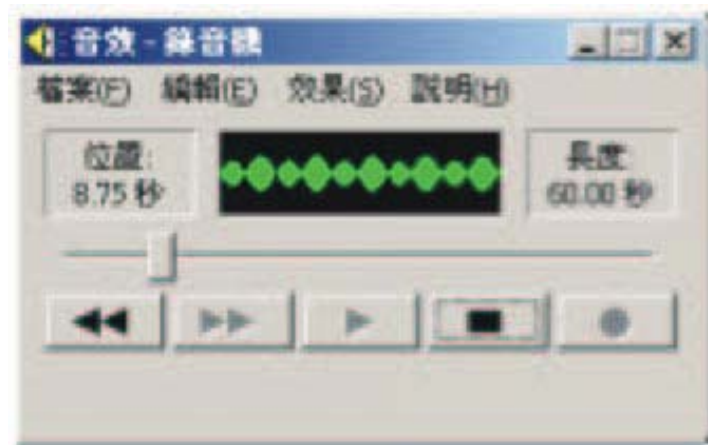 音效 - 錄音機
檔案(F) 編輯(E) 效果(S) 說明(H)
位置:
8.75 秒
長度:
60.00 秒